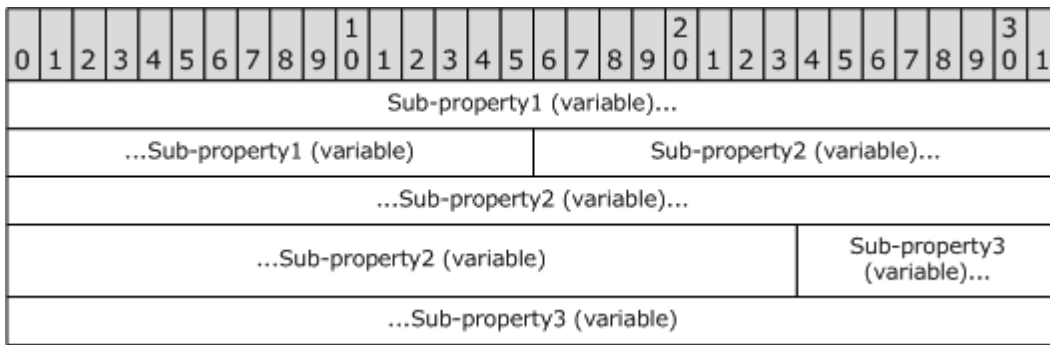 1 2 3
0 1 2 3 4 5 6 7 8 9 0 1 2 3 4 5 6 7 8 9 0 1 2 3 4 5 6 7 8 9 0 1
Sub-property1 (variable)...
...Sub-property1 (variable) Sub-property2 (variable)...
...Sub-property2 (variable)...
...Sub-property2 (variable) Sub-property3
(variable)...
...Sub-property3 (variable)